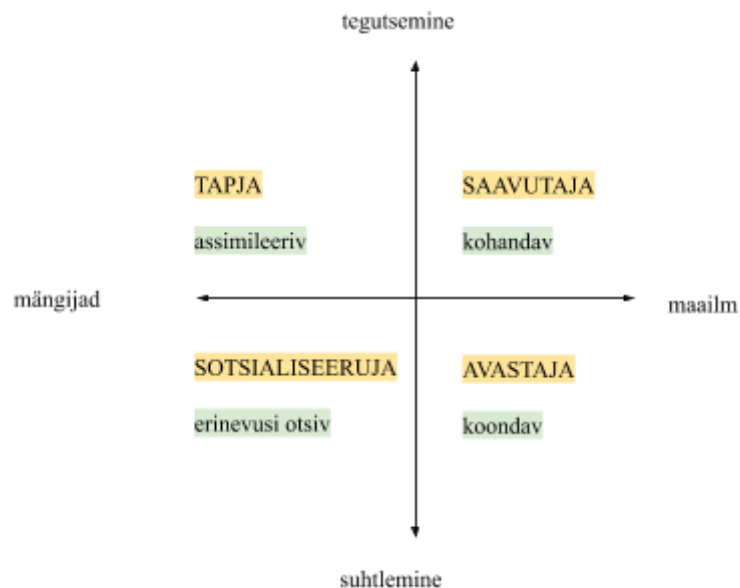 tegutsemine
TAPJA
SAAVUTAJA
assimileeriv
kohandav
mängijad
maailm
SOTSIALISEERUJA
AVASTAJA
erinevusi otsiv
koondav
suhtlemine